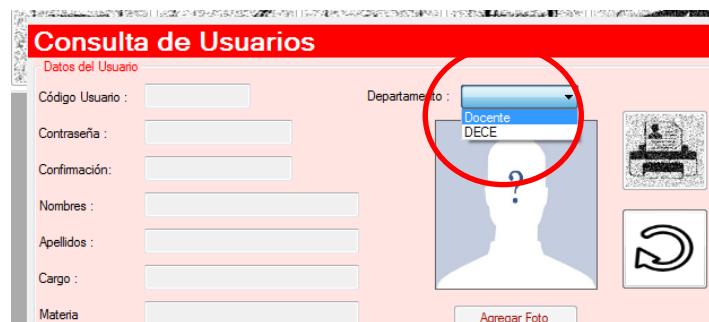 Consulta de Usuarios
Datos del Usuario
Código Usuario :
Departamento :
Docente
DECE
Contraseña :
Confirmación:
?
Nombres :
Apellidos :
Cargo :
Materia
Agregar Foto